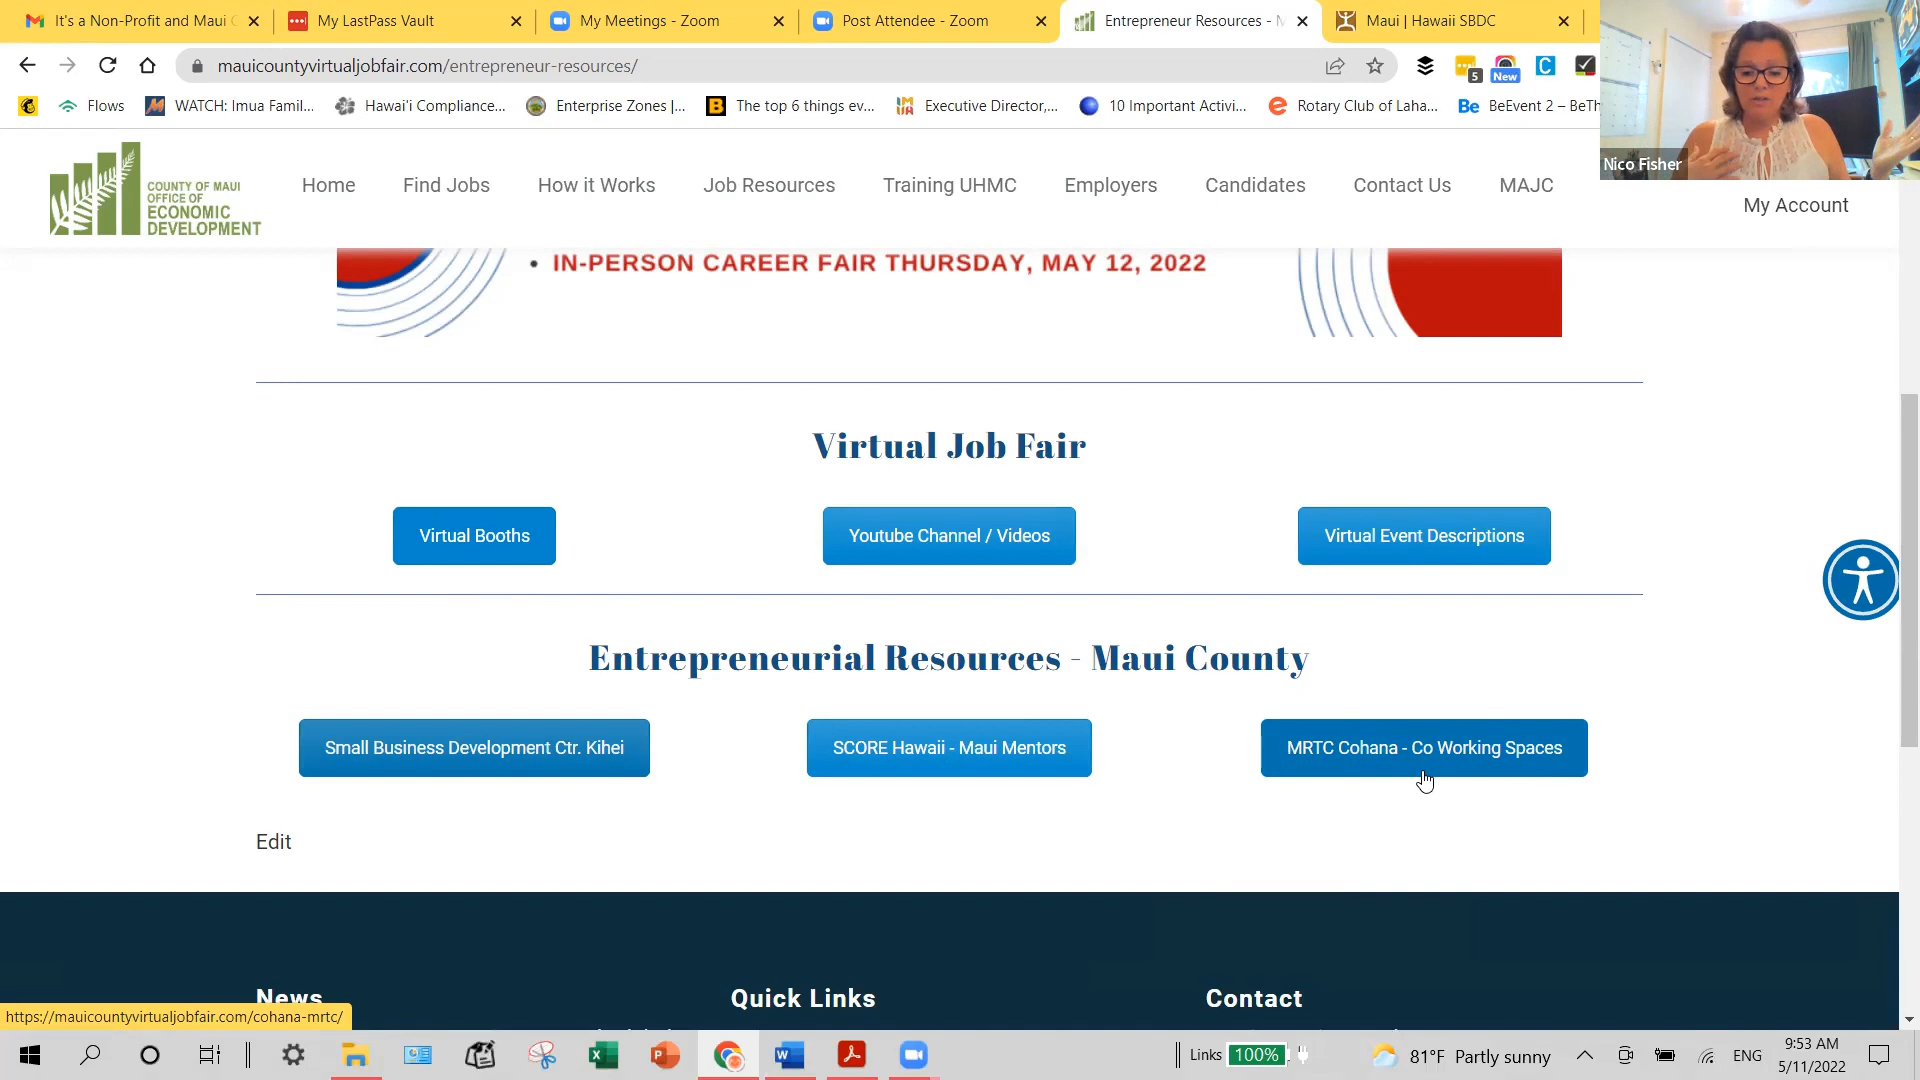 It's a Non-Profit and Maui
My LastPass Vault
My Meetings - Zoom
Post Attendee - Zoom
Entrepreneur Resources -
Maui | Hawaii SBDC
mauicountyvirtualjobfair.com/entrepreneur-resources/
5
New
Flows
WATCH: Imua Famil...
Hawai'i Compliance...
Enterprise Zones |...
The top 6 things ev...
Executive Director,...
10 Important Activi...
Rotary Club of Laha...
BeEvent 2 – BeTh
Nico Fisher
COUNTY OF MAUI
OFFICE OF
ECONOMIC
DEVELOPMENT
Home
Find Jobs
How it Works
Job Resources
Training UHMC
Employers
Candidates
Contact Us
MAJC
My Account
• IN-PERSON CAREER FAIR THURSDAY, MAY 12, 2022
Virtual Job Fair
Virtual Booths
Youtube Channel / Videos
Virtual Event Descriptions
Entrepreneurial Resources - Maui County
Small Business Development Ctr. Kihei
SCORE Hawaii - Maui Mentors
MRTC Cohana - Co Working Spaces
Edit
News
Quick Links
Contact
https://mauicountyvirtualjobfair.com/cohana-mrtc/
Links
100%
81°F Partly sunny
ENG
9:53 AM
5/11/2022